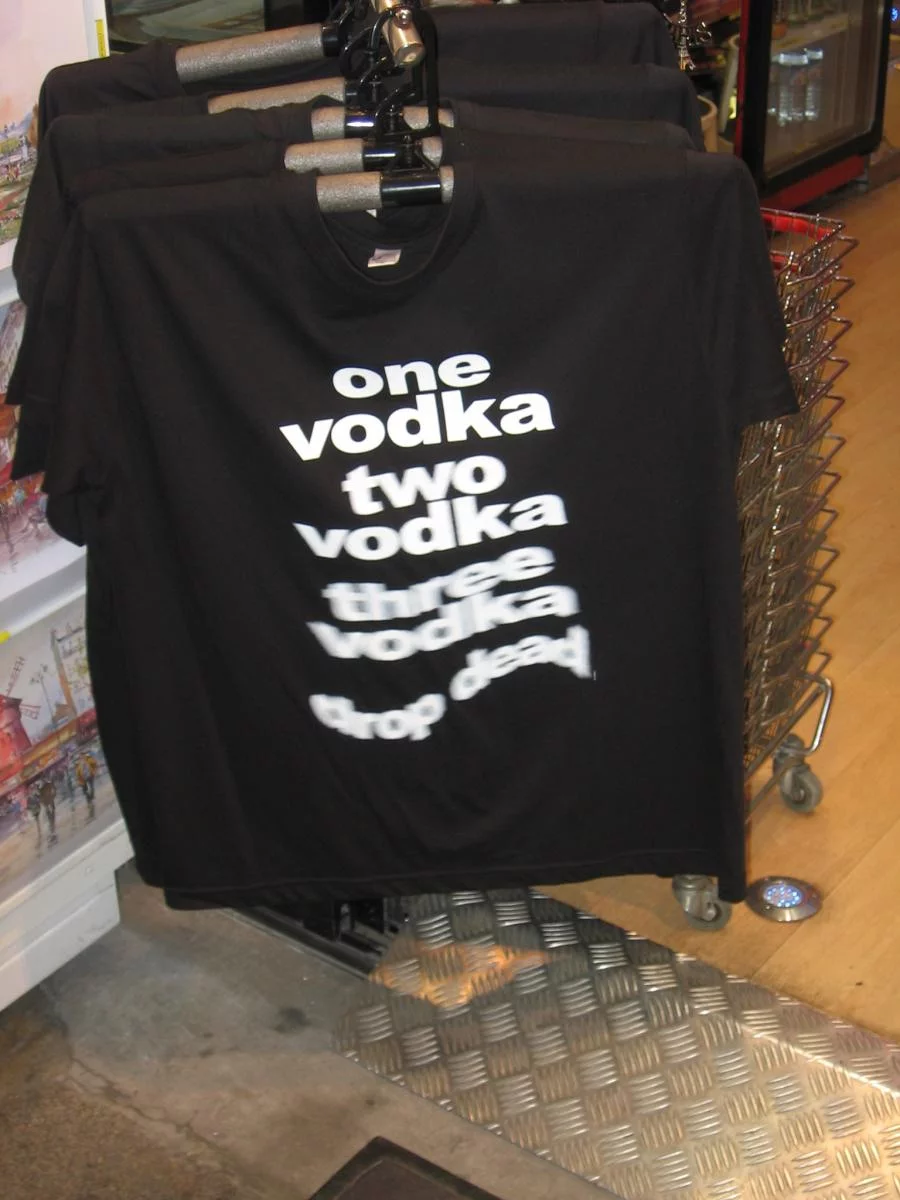 one
vodka
two
vodka
three
vodka
drop dead